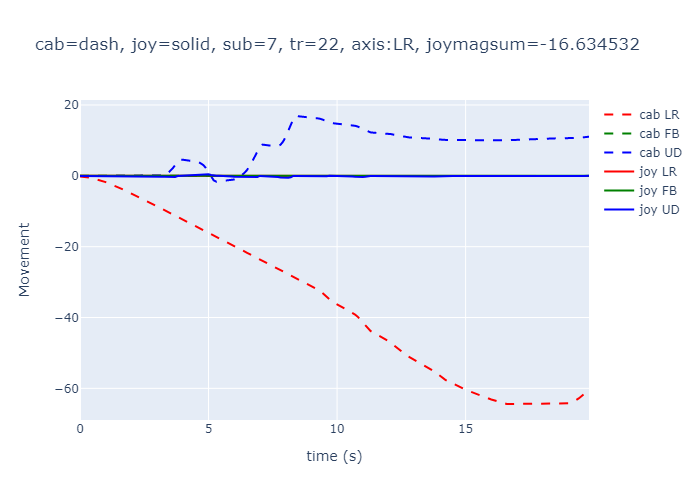 cab=dash, joy=solid, sub=7, tr=22, axis:LR, joymagsum=-16.634532
20
0
−20
−40
−60
Movement
0
5
10
15
time (s)
cab LR
cab FB
cab UD
joy LR
joy FB
joy UD